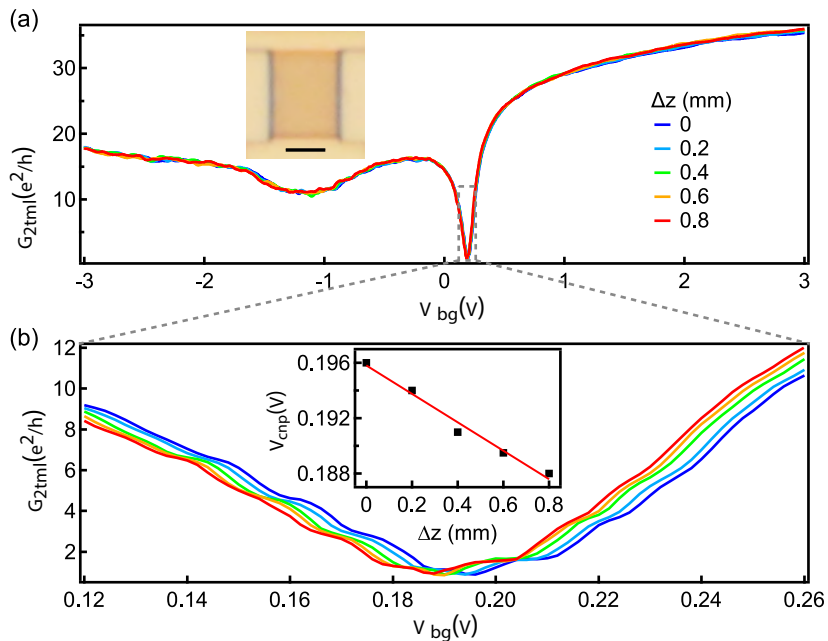 (a)
G2tml(e²/h)
30
20
10
Δz (mm)
0
0.2
0.4
0.6
0.8
-3 -2 -1 0 1 2 3
V bg(V)
(b)
G2tml(e²/h)
12
10
8
6
4
2
Vcnp(V)
0.196
0.192
0.188
0.0 0.2 0.4 0.6 0.8
Δz (mm)
0.12 0.14 0.16 0.18 0.20 0.22 0.24 0.26
V bg(V)